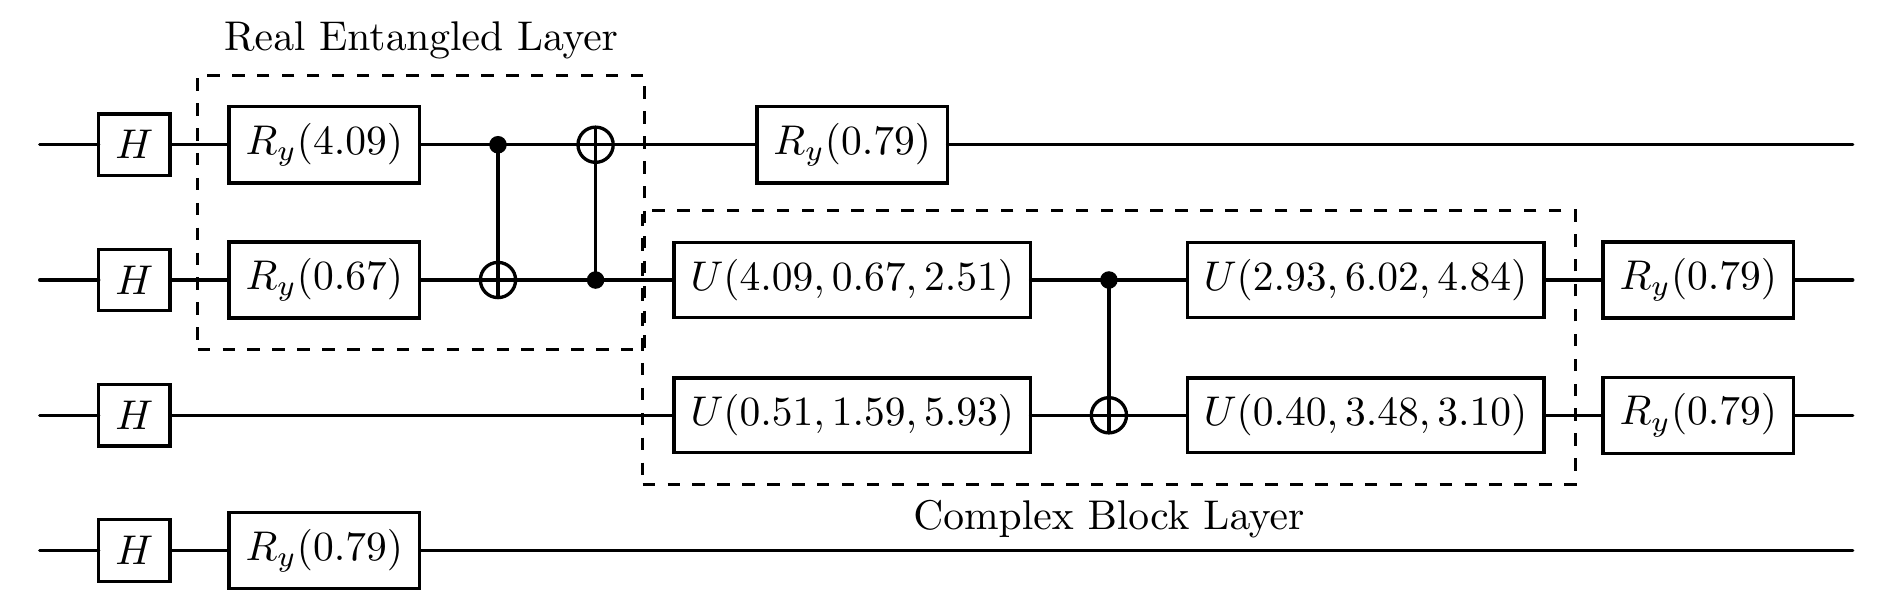 Real Entangled Layer
H R_y(4.09) R_y(0.79)
H R_y(0.67) U(4.09, 0.67, 2.51) U(2.93, 6.02, 4.84) R_y(0.79)
H U(0.51, 1.59, 5.93) U(0.40, 3.48, 3.10) R_y(0.79)
Complex Block Layer
H R_y(0.79)